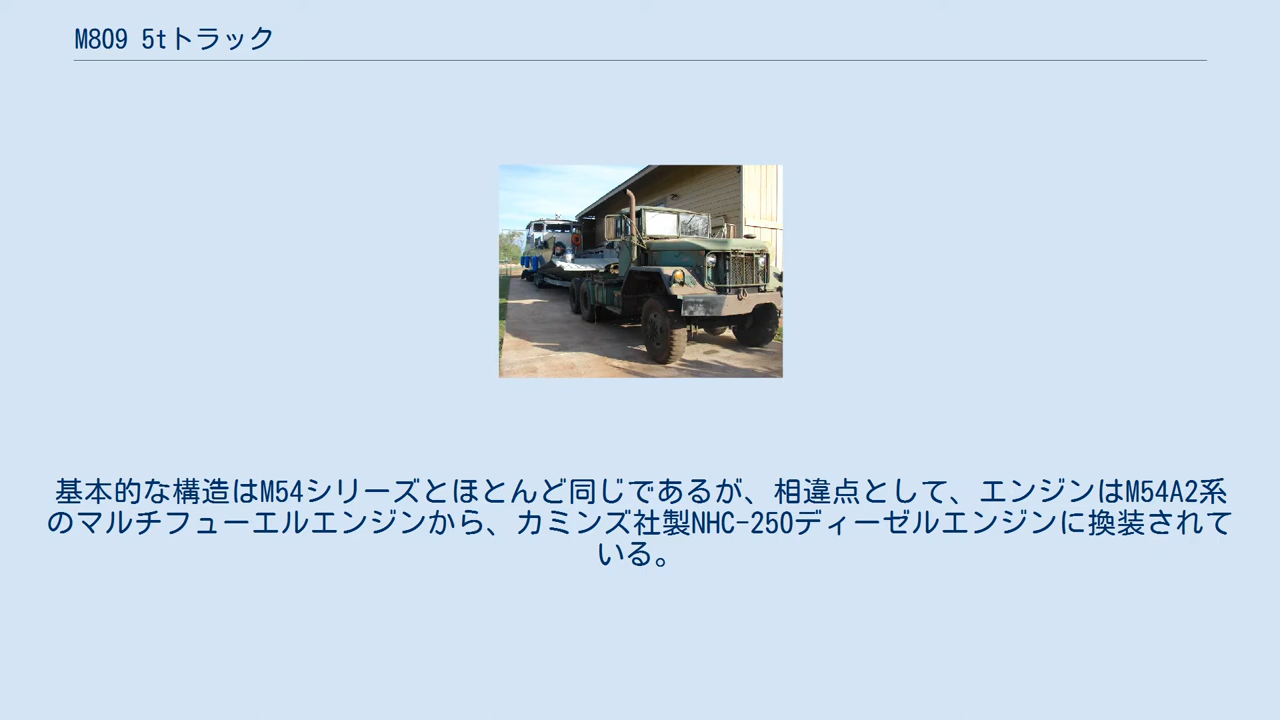 M809 5tトラック
基本的な構造はM54シリーズとほとんど同じであるが、相違点として、エンジンはM54A2系
のマルチフューエルエンジンから、カミンズ社製NHC-250ディーゼルエンジンに換装されて
いる。